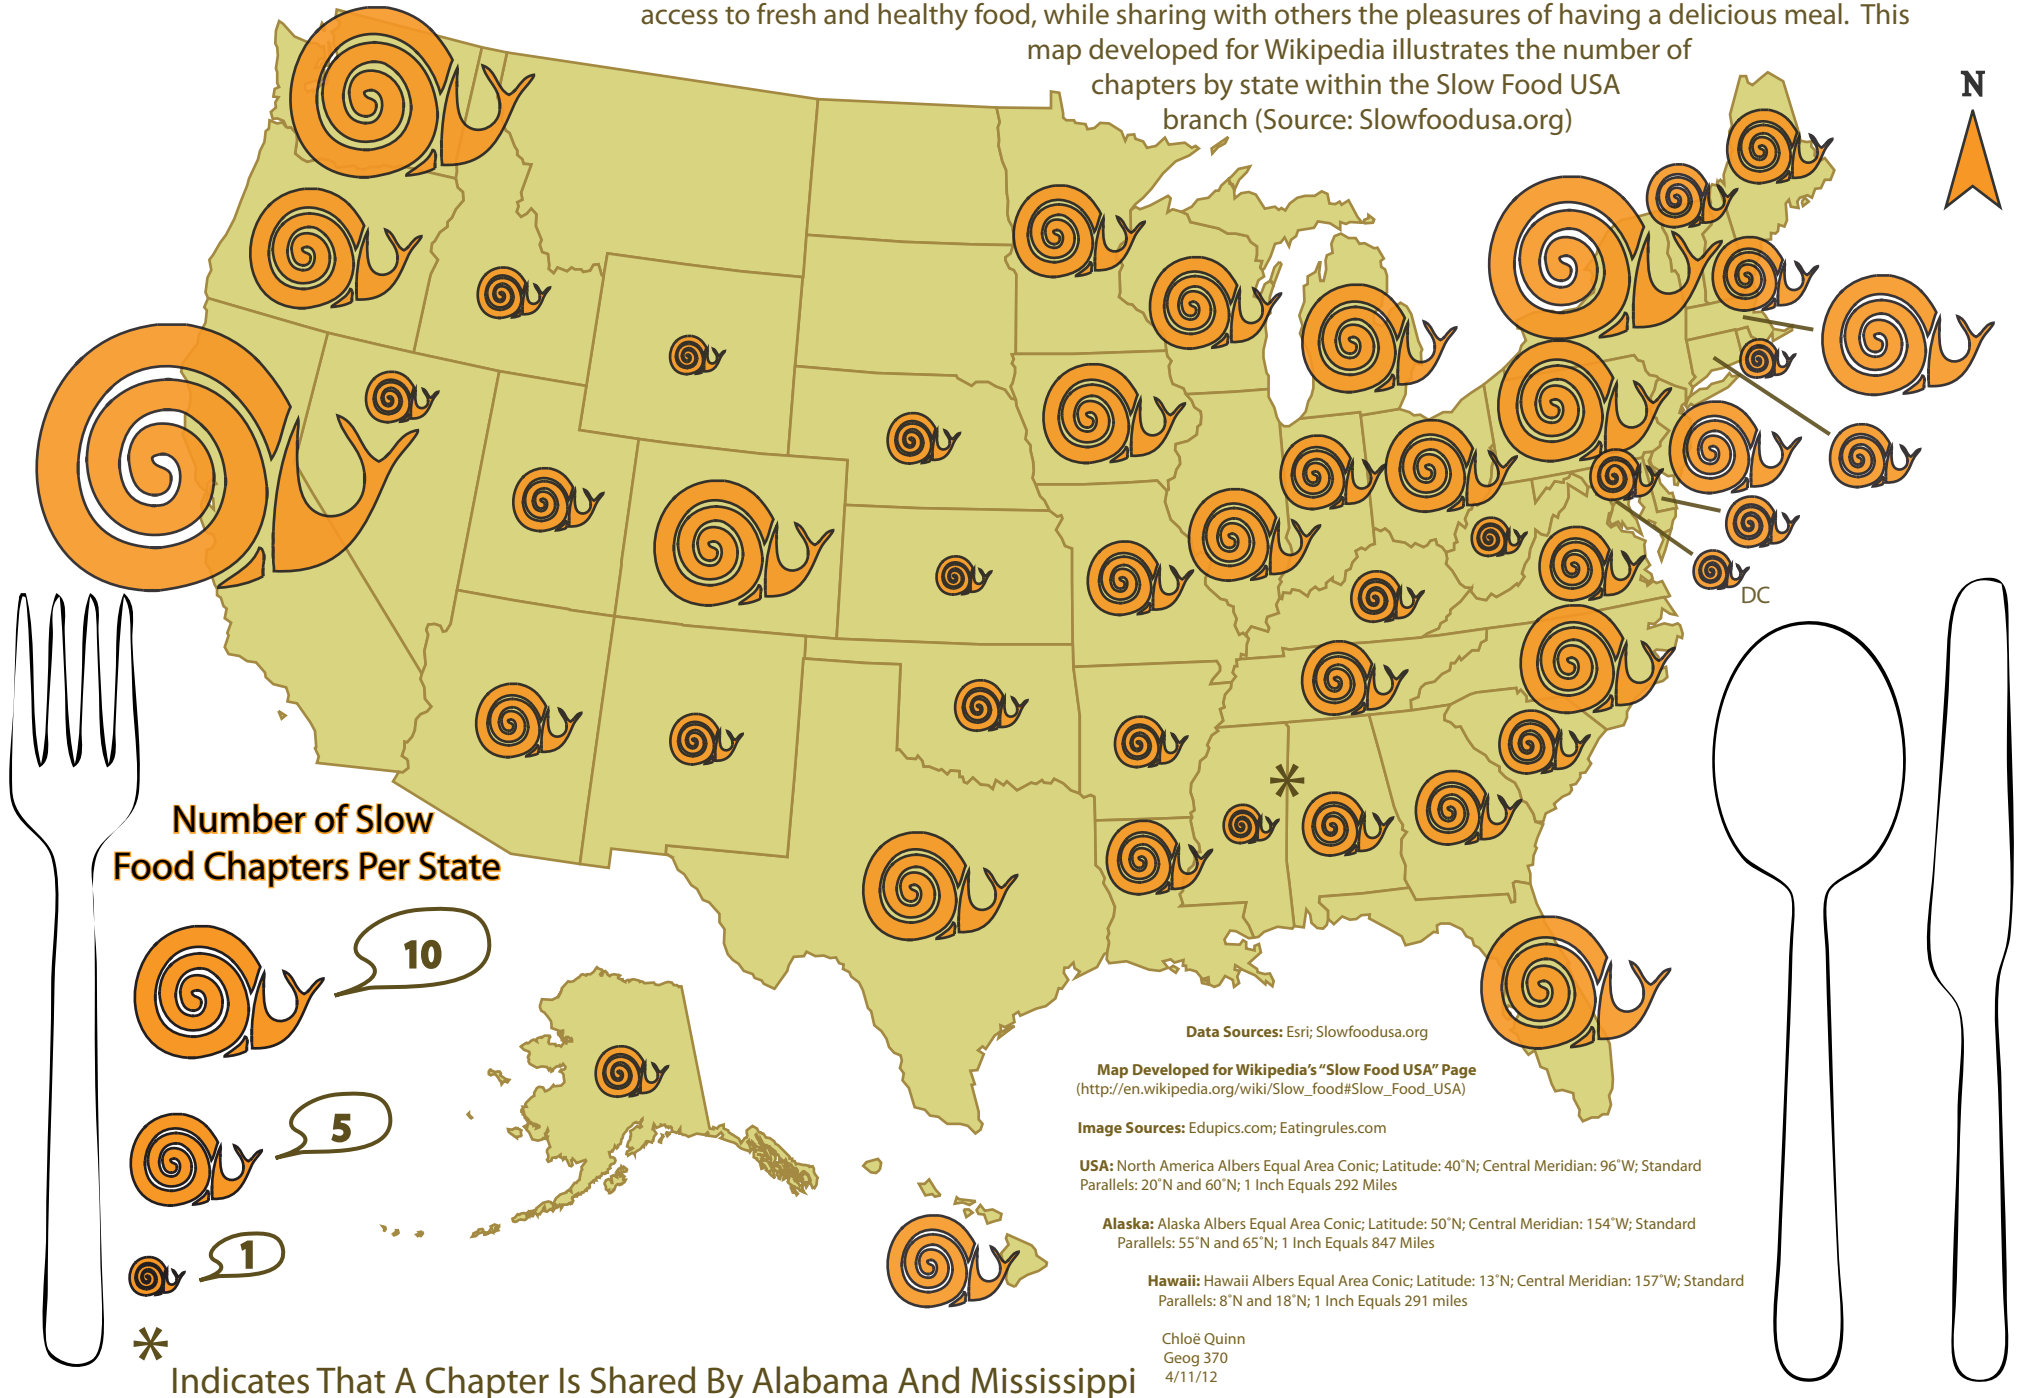 access to fresh and healthy food, while sharing with others the pleasures of having a delicious meal.  This
map developed for Wikipedia illustrates the number of
chapters by state within the Slow Food USA
branch (Source: Slowfoodusa.org)
N
DC
Number of Slow
Food Chapters Per State
10
5
1
*
*
Indicates That A Chapter Is Shared By Alabama And Mississippi
Data Sources: Esri; Slowfoodusa.org
Map Developed for Wikipedia's “Slow Food USA” Page
(http://en.wikipedia.org/wiki/Slow_food#Slow_Food_USA)
Image Sources: Edupics.com; Eatingrules.com
USA: North America Albers Equal Area Conic; Latitude: 40˚N; Central Meridian: 96˚W; Standard
Parallels: 20˚N and 60˚N; 1 Inch Equals 292 Miles
Alaska: Alaska Albers Equal Area Conic; Latitude: 50˚N; Central Meridian: 154˚W; Standard
Parallels: 55˚N and 65˚N; 1 Inch Equals 847 Miles
Hawaii: Hawaii Albers Equal Area Conic; Latitude: 13˚N; Central Meridian: 157˚W; Standard
Parallels: 8˚N and 18˚N; 1 Inch Equals 291 miles
Chloë Quinn
Geog 370
4/11/12